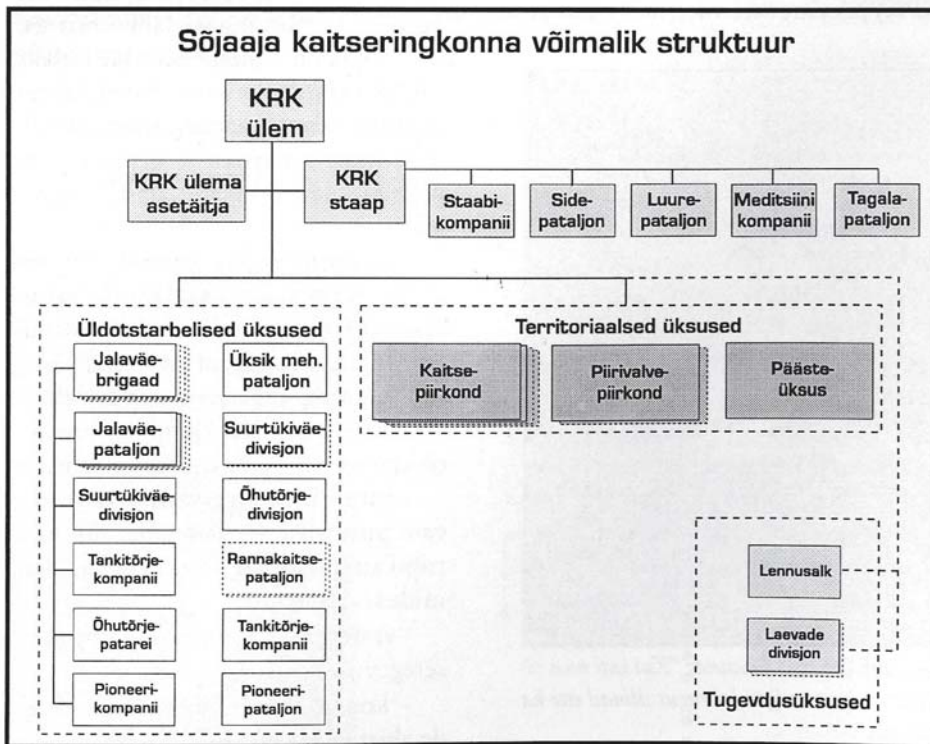 Sõjaaja kaitseringkonna võimalik struktuur
KRK
ülem
KRK ülema
asetäitja
KRK
staap
Staabi-
kompanii
Side-
pataljon
Luure-
pataljon
Meditsiini
kompanii
Tagala-
pataljon
Üldotstarbelised üksused
Jalaväe-
brigaad
Jalaväe-
pataljon
Suurtükiväe-
divisjon
Tankitõrje-
kompanii
Õhutõrje-
patarei
Pioneeri-
kompanii
Üksik meh.
pataljon
Suurtükiväe-
divisjon
Õhutõrje-
divisjon
Rannakaitse-
pataljon
Tankitõrje-
kompanii
Pioneeri-
pataljon
Territoriaalsed üksused
Kaitse-
piirkond
Piirivalve-
piirkond
Pääste-
üksus
Lennusalk
Laevade
divisjon
Tugevdusüksused